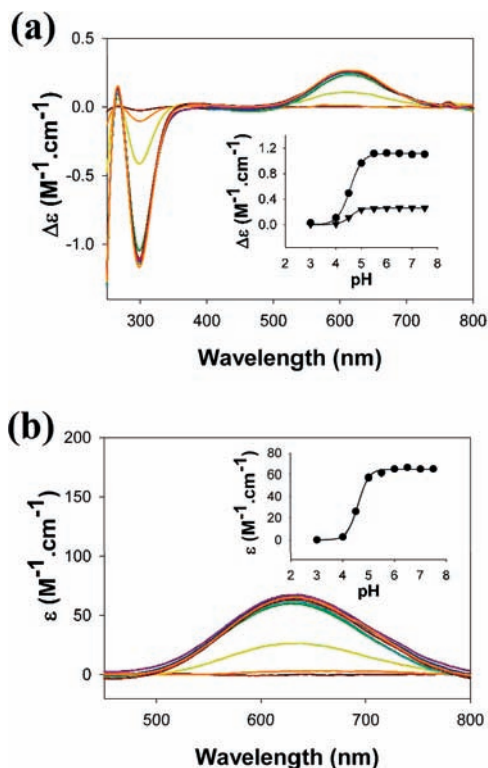 (a)
0.5
0.0
-0.5
-1.0
Δε (M⁻¹.cm⁻¹)
300 400 500 600 700 800
Wavelength (nm)
1.2
0.8
0.4
0.0
Δε (M⁻¹.cm⁻¹)
2 3 4 5 6 7 8
pH
(b)
200
150
100
50
0
ε (M⁻¹.cm⁻¹)
500 600 700 800
Wavelength (nm)
80
60
40
20
0
ε (M⁻¹.cm⁻¹)
2 3 4 5 6 7 8
pH